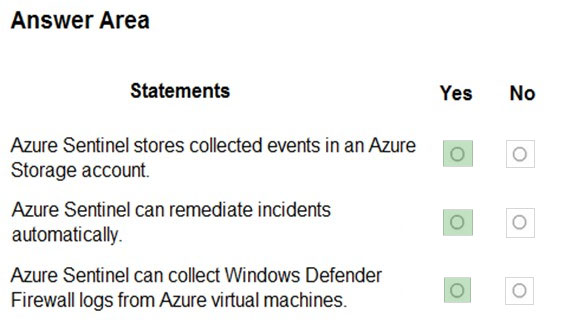 Answer Area
Statements Yes No
Azure Sentinel stores collected events in an Azure
Storage account.
Azure Sentinel can remediate incidents
automatically.
Azure Sentinel can collect Windows Defender
Firewall logs from Azure virtual machines.